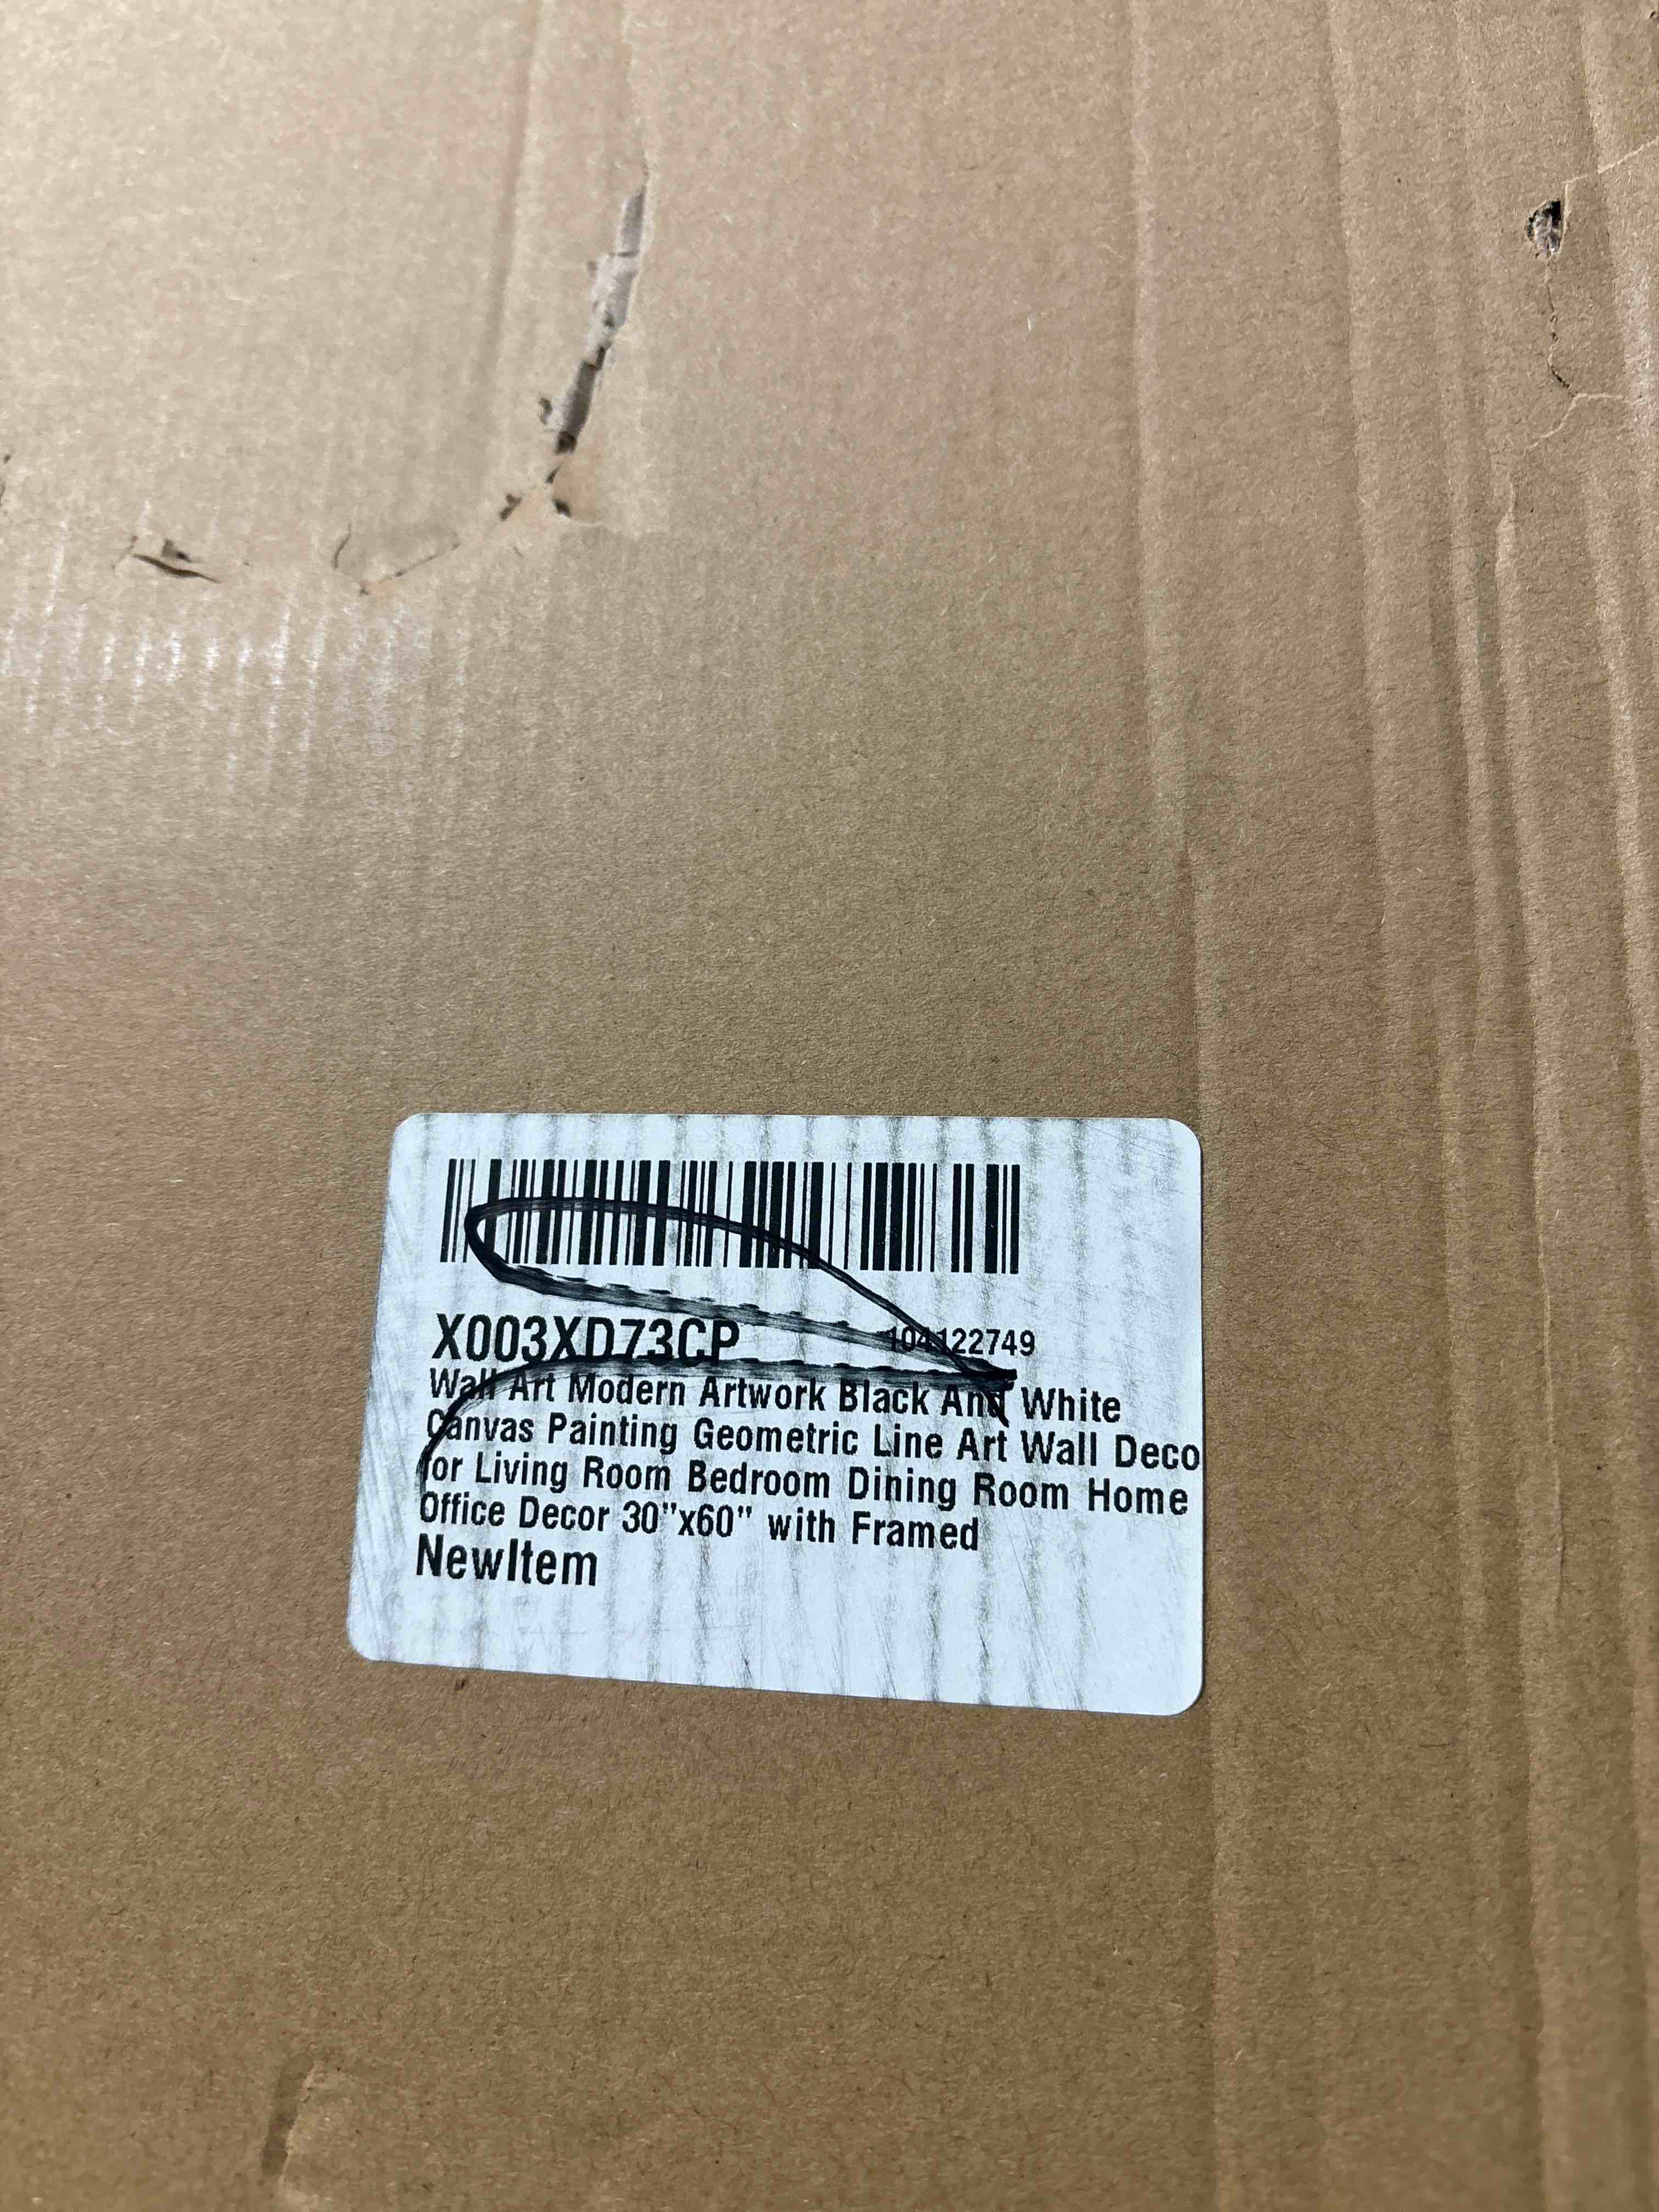 X003XD73CP 104122749
Wall Art Modern Artwork Black And White
Canvas Painting Geometric Line Art Wall Deco
for Living Room Bedroom Dining Room Home
Office Decor 30"x60" with Framed
NewItem